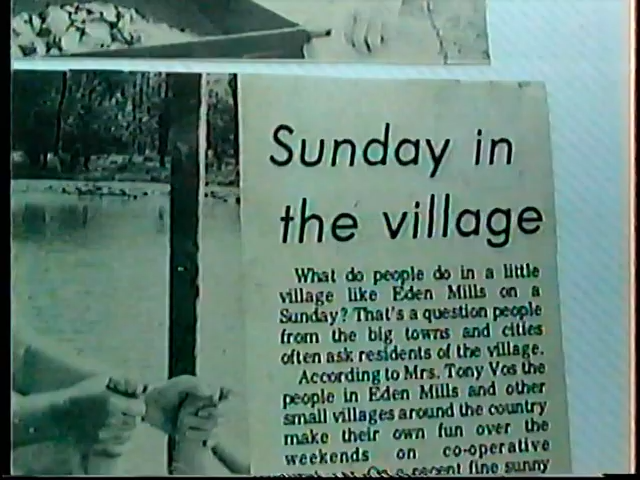 Sunday in
the village
What do people do in a little
village like Eden Mills on a
Sunday? That's a question people
from the big towns and cities
often ask residents of the village.
According to Mrs. Tony Vos the
people in Eden Mills and other
small villages around the country
make their own fun over the
weekends on co-operative
recent fine sunny